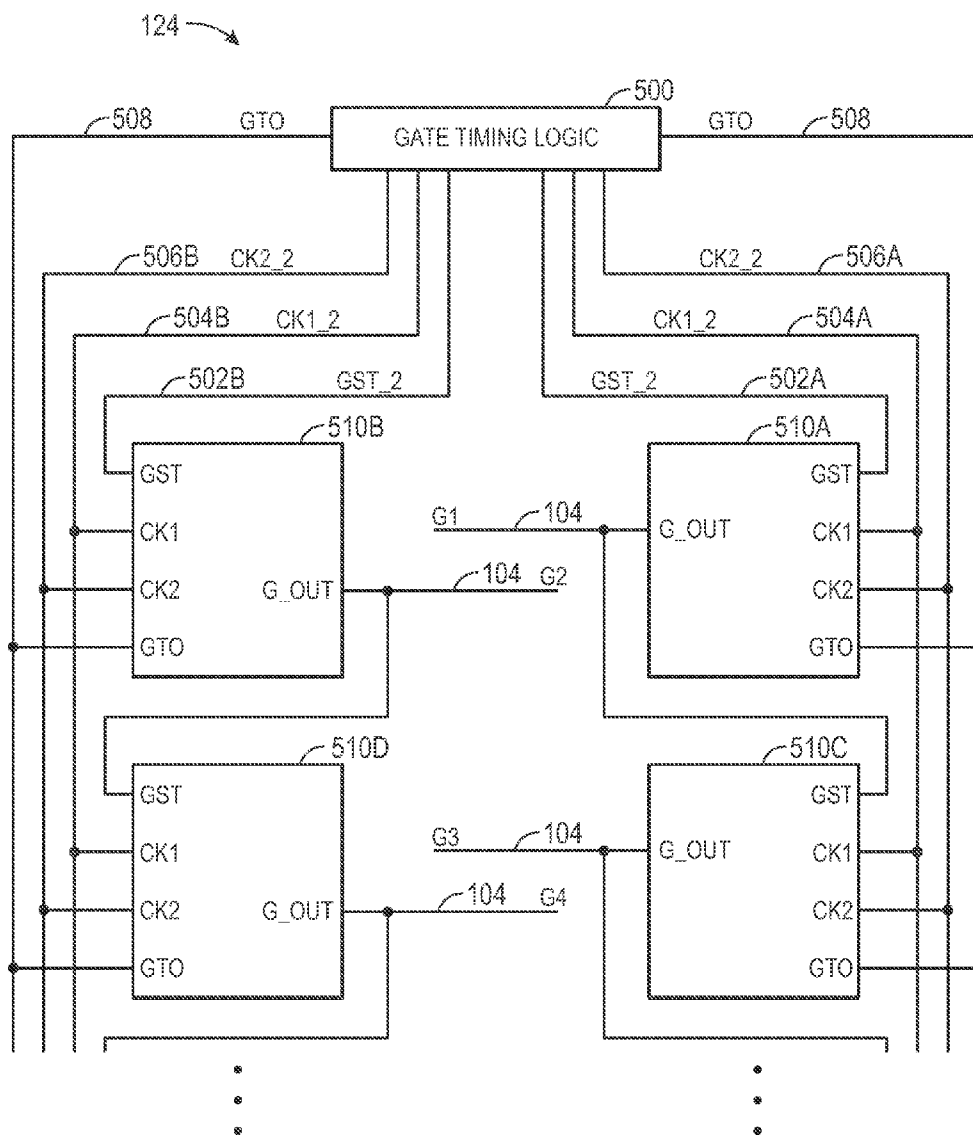 124
500
508 GTO GATE TIMING LOGIC GTO 508
506B CK2_2 CK2_2 506A
504B CK1_2 CK1_2 504A
502B GST_2 GST_2 502A
510B 510A
GST GST
CK1 G1 104 G_OUT CK1
CK2 G_OUT 104 G2 CK2
GTO GTO
510D 510C
GST GST
CK1 G3 104 G_OUT CK1
CK2 G_OUT 104 G4 CK2
GTO GTO